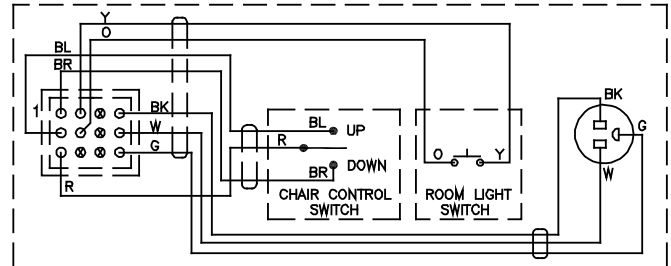 Y
O
BL
BR
1
BK
W
G
R
BL
UP
R
BR
DOWN
CHAIR CONTROL
SWITCH
O
Y
ROOM LIGHT
SWITCH
BK
G
W